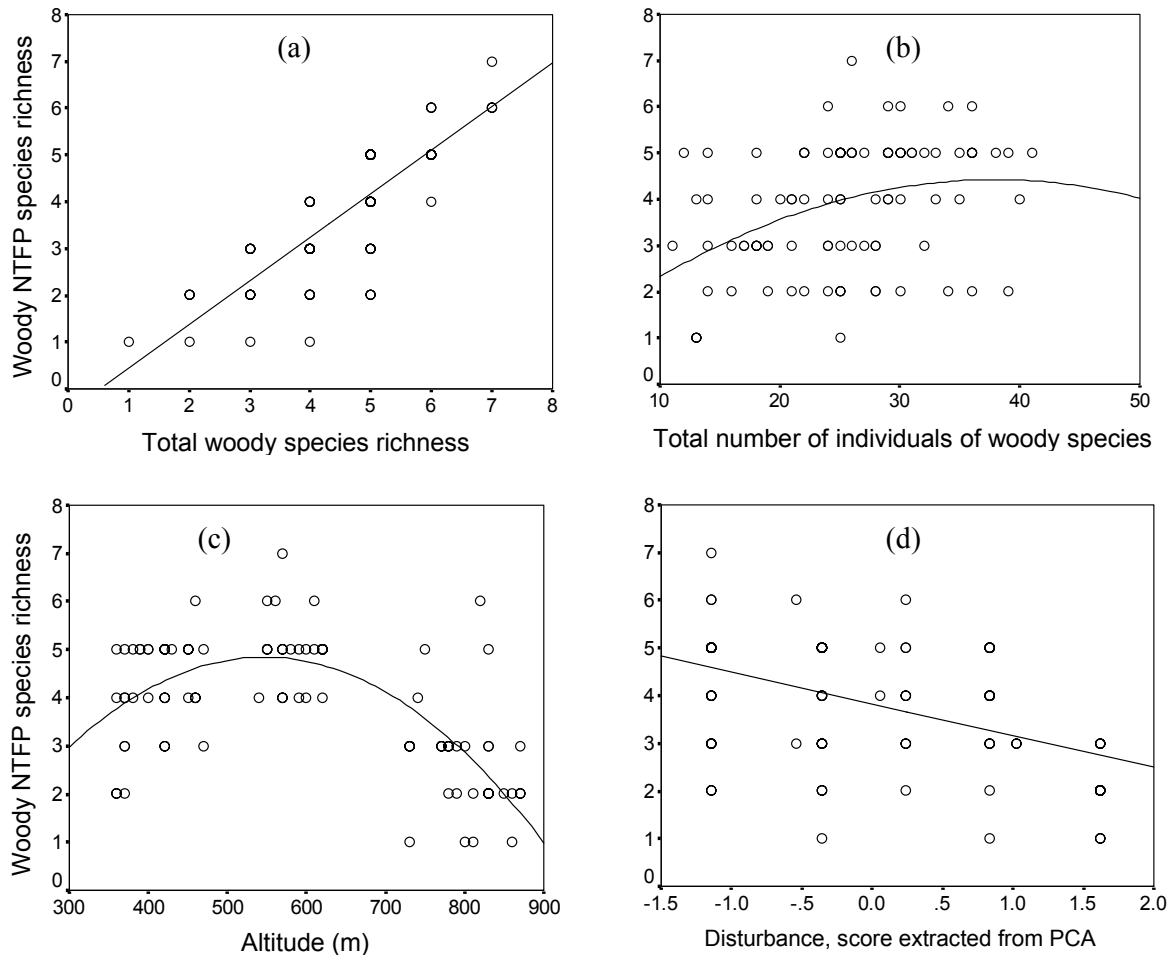 (a)
Woody NTFP species richness
8
7
6
5
4
3
2
1
0
0 1 2 3 4 5 6 7 8
Total woody species richness
(b)
8
7
6
5
4
3
2
1
0
10 20 30 40 50
Total number of individuals of woody species
(c)
Woody NTFP species richness
8
7
6
5
4
3
2
1
0
300 400 500 600 700 800 900
Altitude (m)
(d)
8
7
6
5
4
3
2
1
0
-1.5 -1.0 -.5 0.0 .5 1.0 1.5 2.0
Disturbance, score extracted from PCA